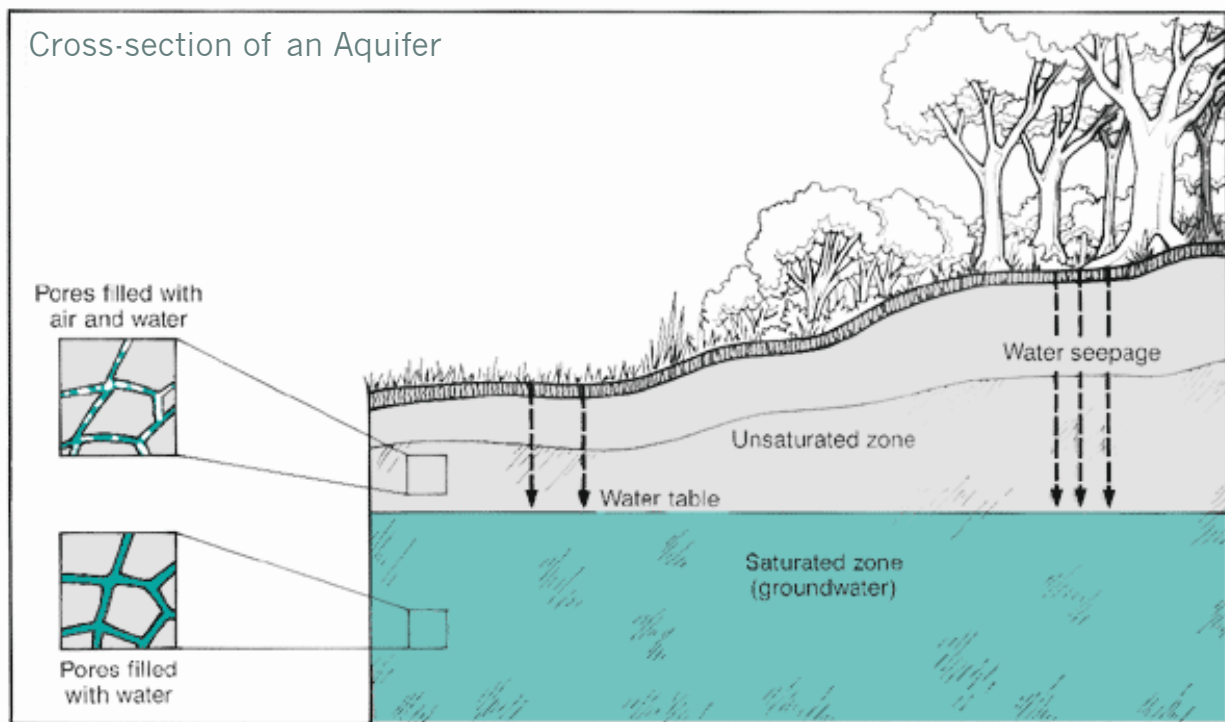 Cross-section of an Aquifer
Pores filled with
air and water
Water seepage
Unsaturated zone
Water table
Saturated zone
(groundwater)
Pores filled
with water